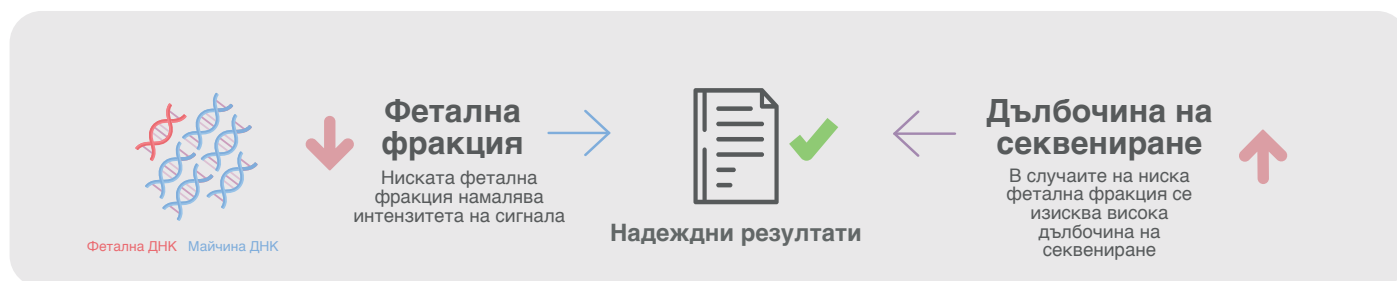 Фетална
фракция
Ниската фетална
фракция намалява
интензитета на сигнала
Фетална ДНК Майчина ДНК
Надеждни резултати
Дълбочина на
секвениране
В случаите на ниска
фетална фракция се
изисква висока
дълбочина на
секвениране